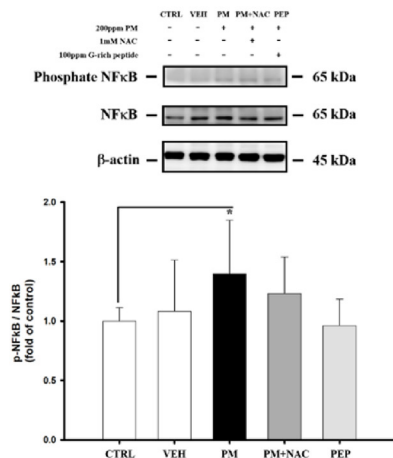 CTRL VEH PM PM+NAC PEP
200ppm PM - - + + +
1mM NAC - - - + -
100ppm G-rich peptide - - - - +
Phosphate NFκB 65 kDa
NFκB 65 kDa
β-actin 45 kDa
2.0
*
1.5
1.0
0.5
0.0
p-NFkB / NFkB
(fold of control)
CTRL VEH PM PM+NAC PEP